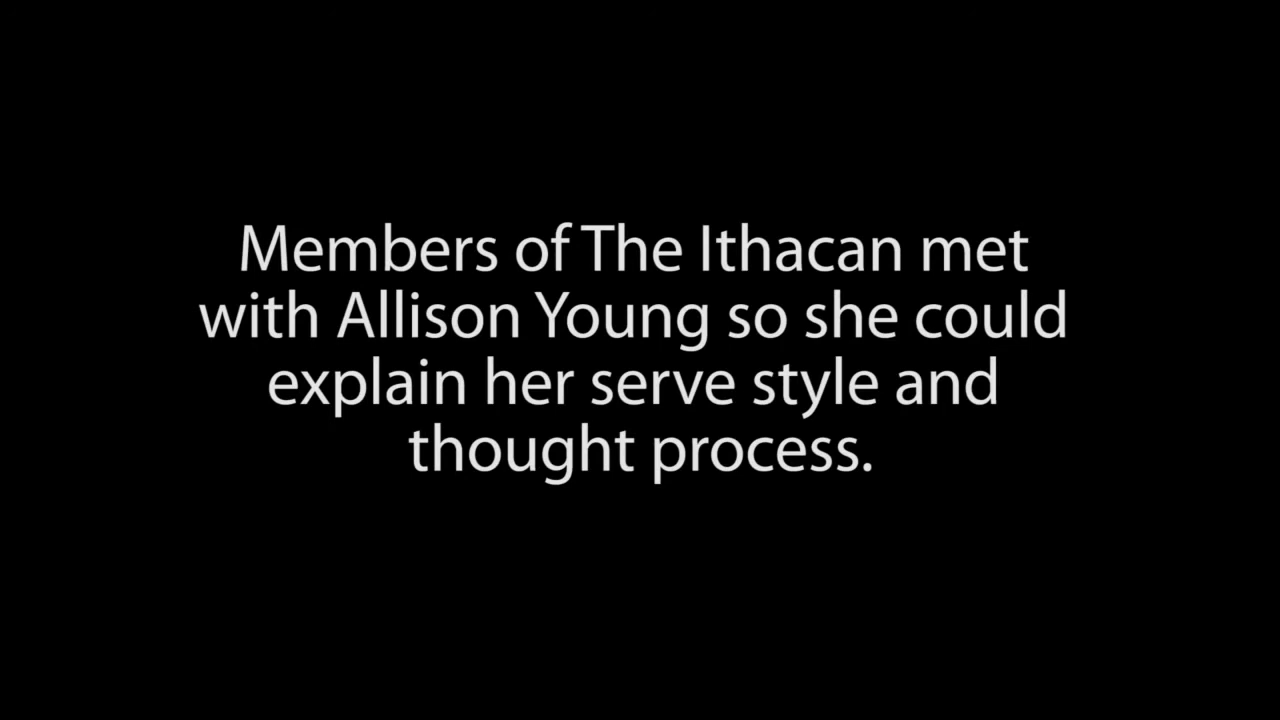 Members of The Ithacan met
with Allison Young so she could
explain her serve style and
thought process.